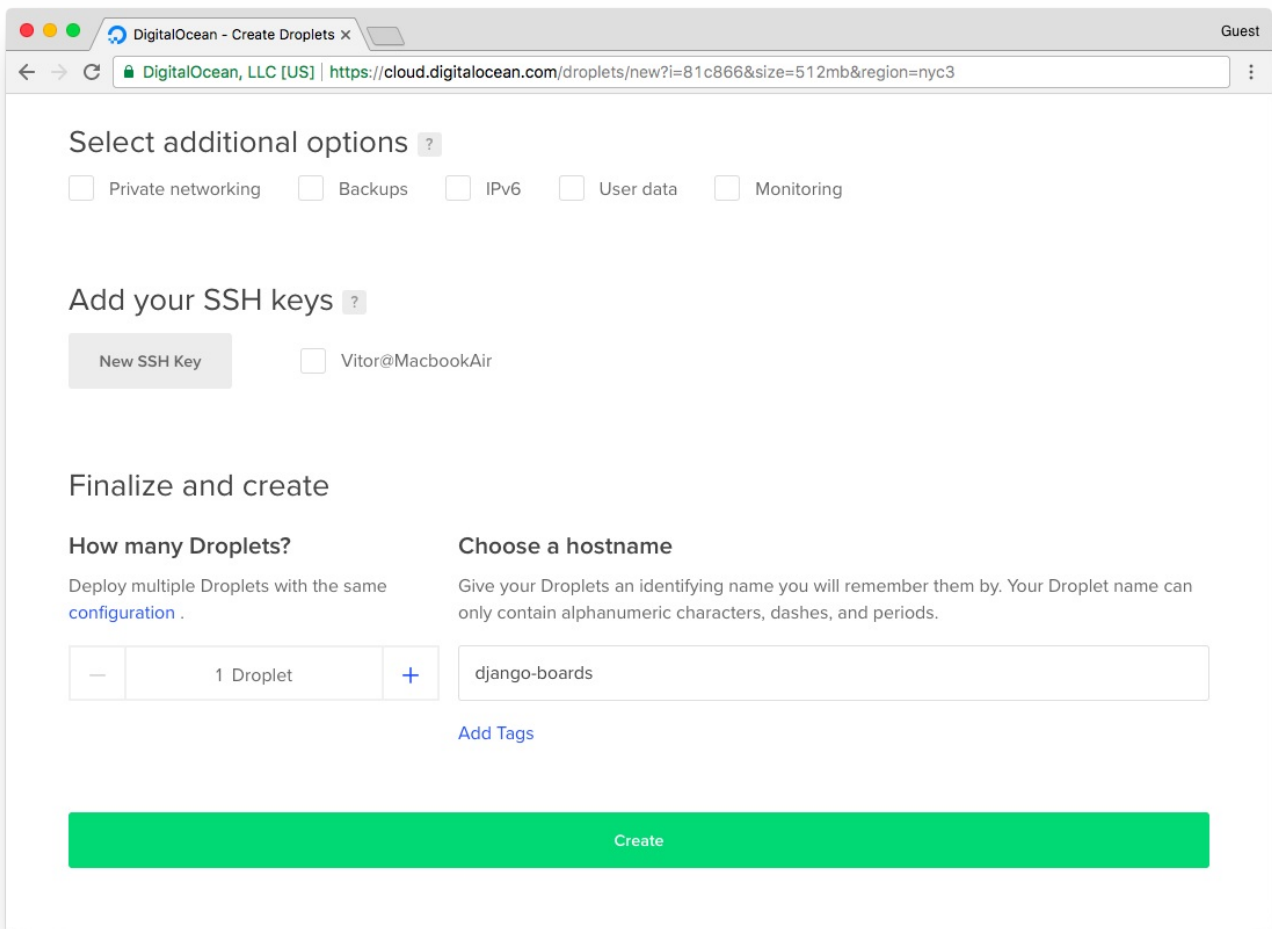 DigitalOcean - Create Droplets
Guest
DigitalOcean, LLC [US] | https://cloud.digitalocean.com/droplets/new?i=81c866&size=512mb&region=nyc3
Select additional options ?
Private networking Backups IPv6 User data Monitoring
Add your SSH keys ?
New SSH Key Vitor@MacbookAir
Finalize and create
How many Droplets?
Deploy multiple Droplets with the same
configuration .
1 Droplet
Choose a hostname
Give your Droplets an identifying name you will remember them by. Your Droplet name can
only contain alphanumeric characters, dashes, and periods.
django-boards
Add Tags
Create